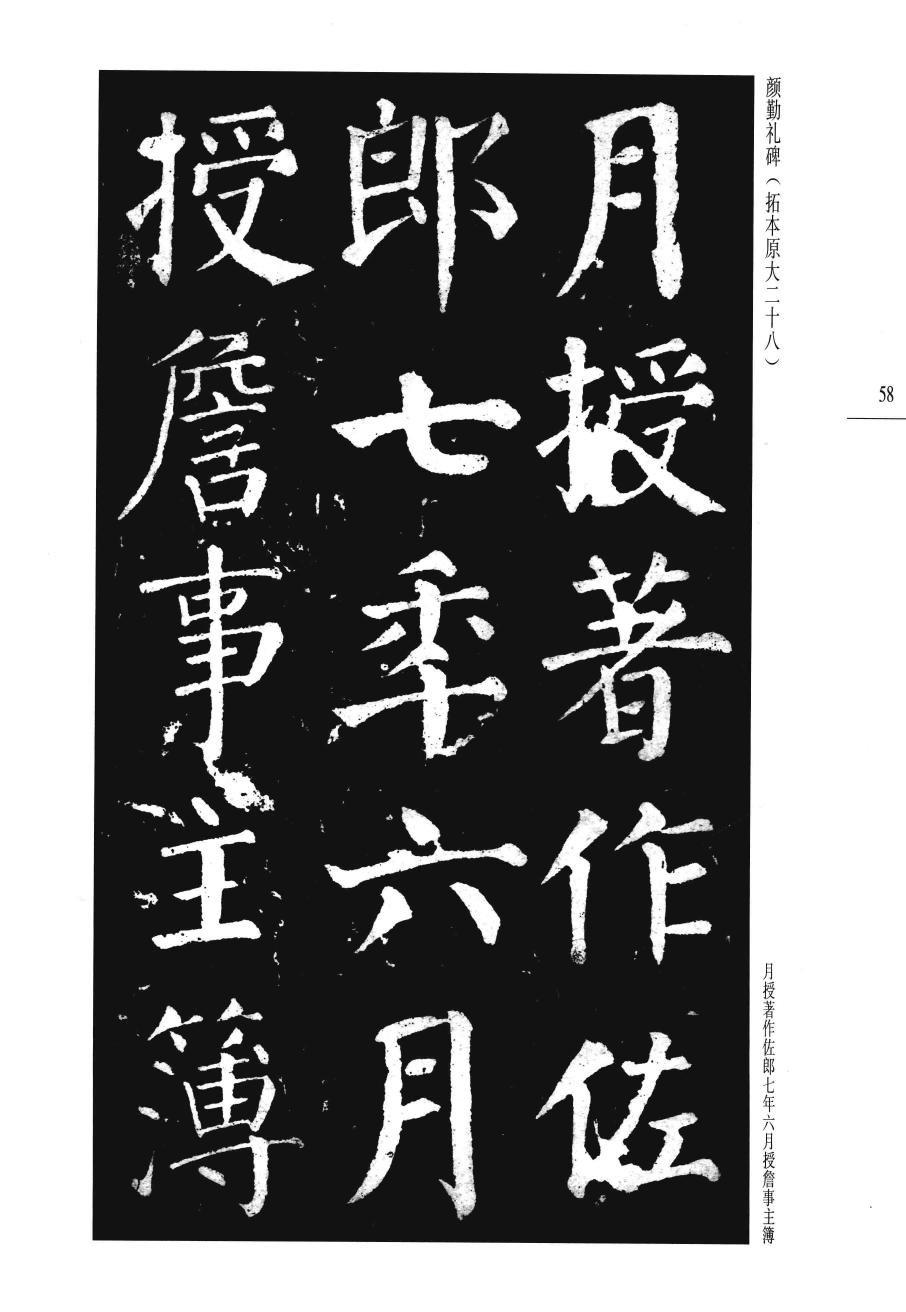 颜勤礼碑（拓本原大二十八）
58
月授著作佐
郎七秊六月
授詹事主簿
月授著作佐郎七年六月授詹事主簿